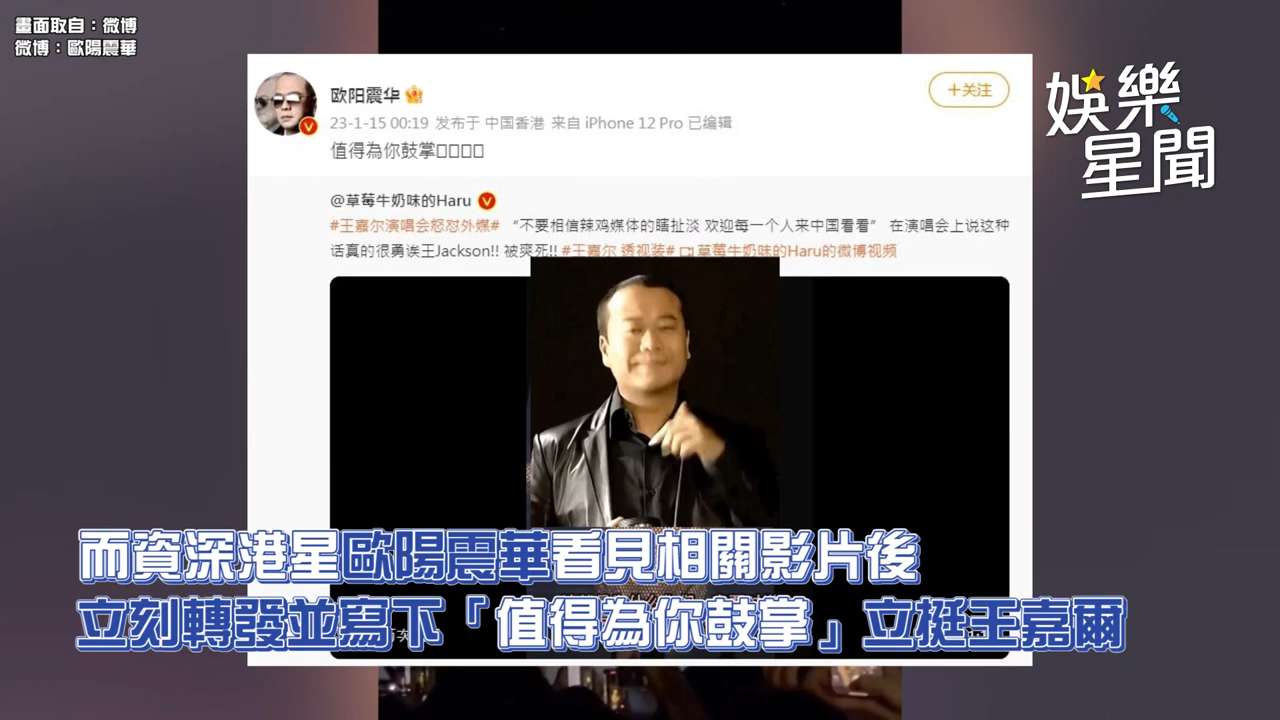 畫面取自：微博
微博：歐陽震華
娛樂
星聞
欧阳震华
+关注
23-1-15 00:19 发布于 中国香港 来自 iPhone 12 Pro 已编辑
值得為你鼓掌□□□□
@草莓牛奶味的Haru
#王嘉尔演唱会怒怼外媒# “不要相信辣鸡媒体的瞎扯淡 欢迎每一个人来中国看看” 在演唱会上说这种
话真的很勇诶王Jackson!! 被爽死!! #王嘉尔 透视装# 草莓牛奶味的Haru的微博视频
而資深港星歐陽震華看見相關影片後
立刻轉發並寫下「值得為你鼓掌」立挺王嘉爾